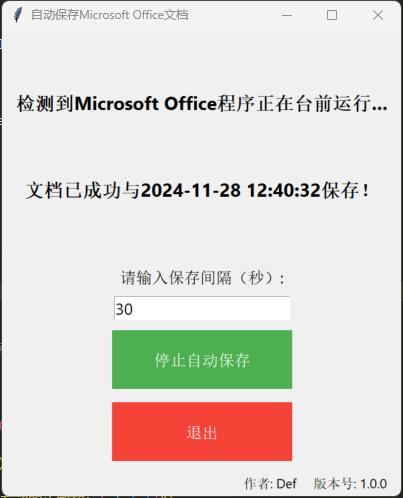 自动保存Microsoft Office文档
检测到Microsoft Office程序正在台前运行...
文档已成功与2024-11-28 12:40:32保存！
请输入保存间隔（秒）:
30
停止自动保存
退出
作者: Def 版本号: 1.0.0